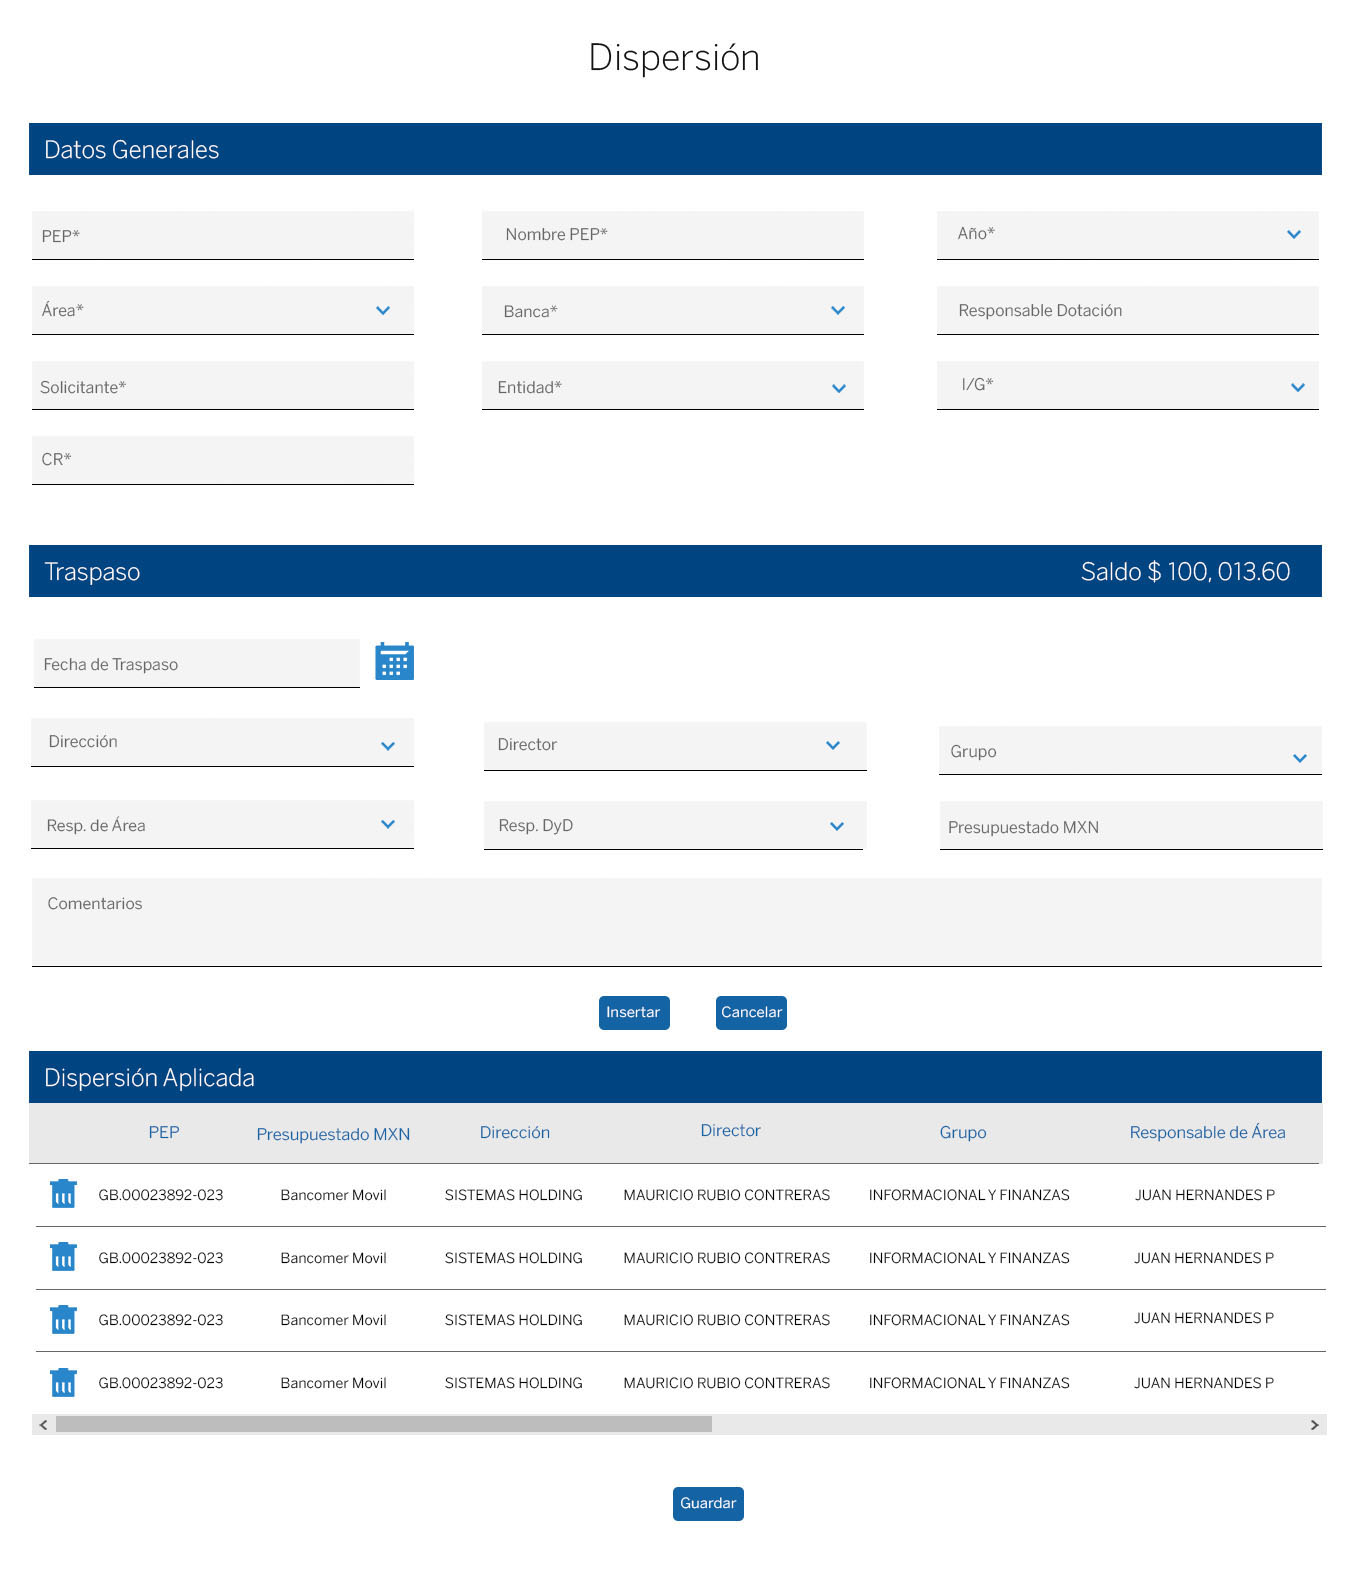 Dispersión
Datos Generales
PEP*
Nombre PEP*
Año*
Área*
Banca*
Responsable Dotación
Solicitante*
Entidad*
I/G*
CR*
Traspaso
Saldo $ 100, 013.60
Fecha de Traspaso
Dirección
Director
Grupo
Resp. de Área
Resp. DyD
Presupuestado MXN
Comentarios
Insertar
Cancelar
Dispersión Aplicada
PEP Presupuestado MXN Dirección Director Grupo Responsable de Área
GB.00023892-023 Bancomer Movil SISTEMAS HOLDING MAURICIO RUBIO CONTRERAS INFORMACIONAL Y FINANZAS JUAN HERNANDES P
GB.00023892-023 Bancomer Movil SISTEMAS HOLDING MAURICIO RUBIO CONTRERAS INFORMACIONAL Y FINANZAS JUAN HERNANDES P
GB.00023892-023 Bancomer Movil SISTEMAS HOLDING MAURICIO RUBIO CONTRERAS INFORMACIONAL Y FINANZAS JUAN HERNANDES P
GB.00023892-023 Bancomer Movil SISTEMAS HOLDING MAURICIO RUBIO CONTRERAS INFORMACIONAL Y FINANZAS JUAN HERNANDES P
Guardar